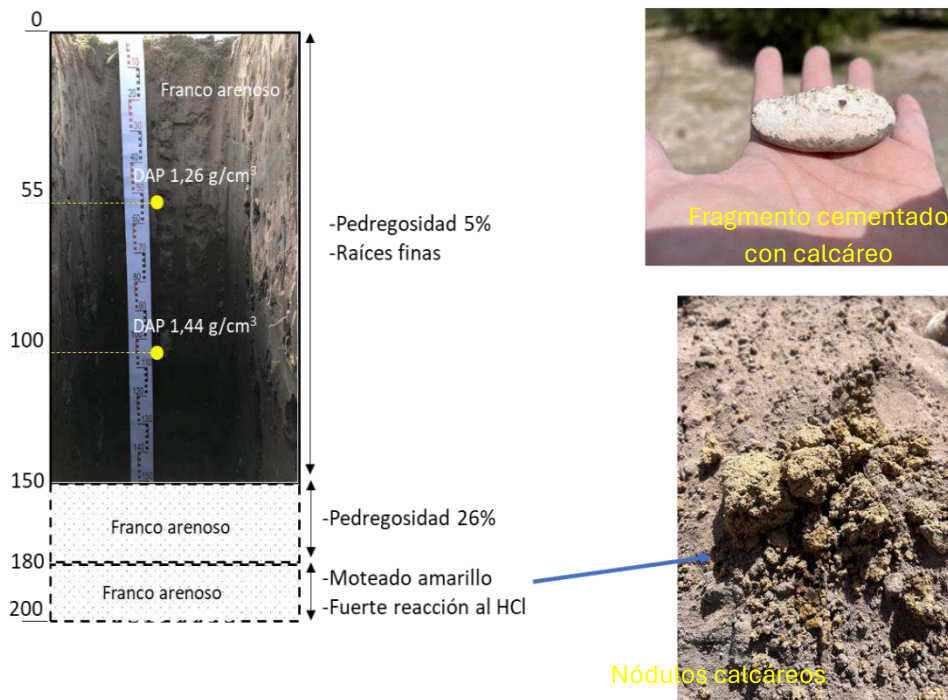 0
Franco arenoso
DAP 1,26 g/cm³
55
-Pedregosidad 5%
-Raíces finas
DAP 1,44 g/cm³
100
150
Franco arenoso
-Pedregosidad 26%
180
Franco arenoso
-Moteado amarillo
-Fuerte reacción al HCl
200
Fragmento cementado
con calcáreo
Nódulos calcáreos